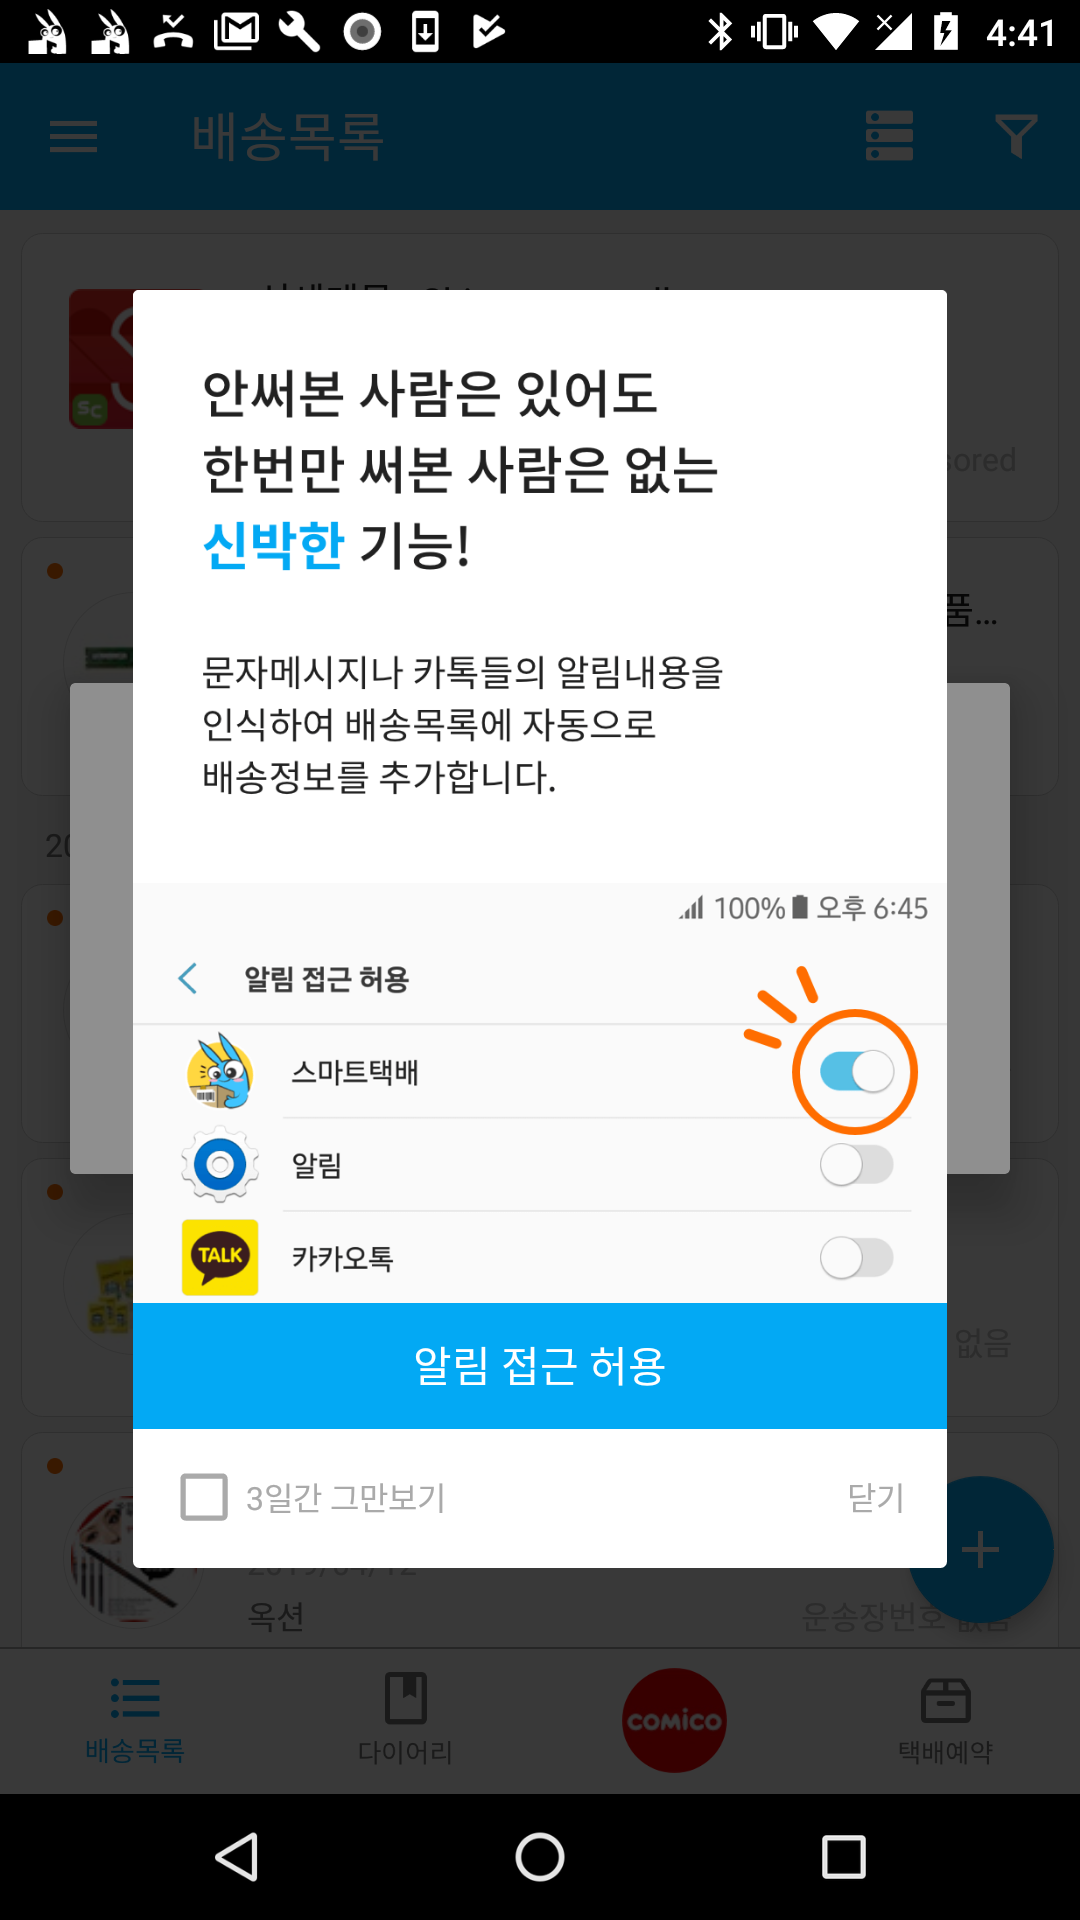 4:41
배송목록
SC
안써본 사람은 있어도
한번만 써본 사람은 없는
신박한 기능!
문자메시지나 카톡들의 알림내용을
인식하여 배송목록에 자동으로
배송정보를 추가합니다.
100% 오후 6:45
알림 접근 허용
스마트택배
알림
TALK 카카오톡
알림 접근 허용
3일간 그만보기 닫기
없음
옥션 운송장번호 없음
배송목록 다이어리 comico 택배예약